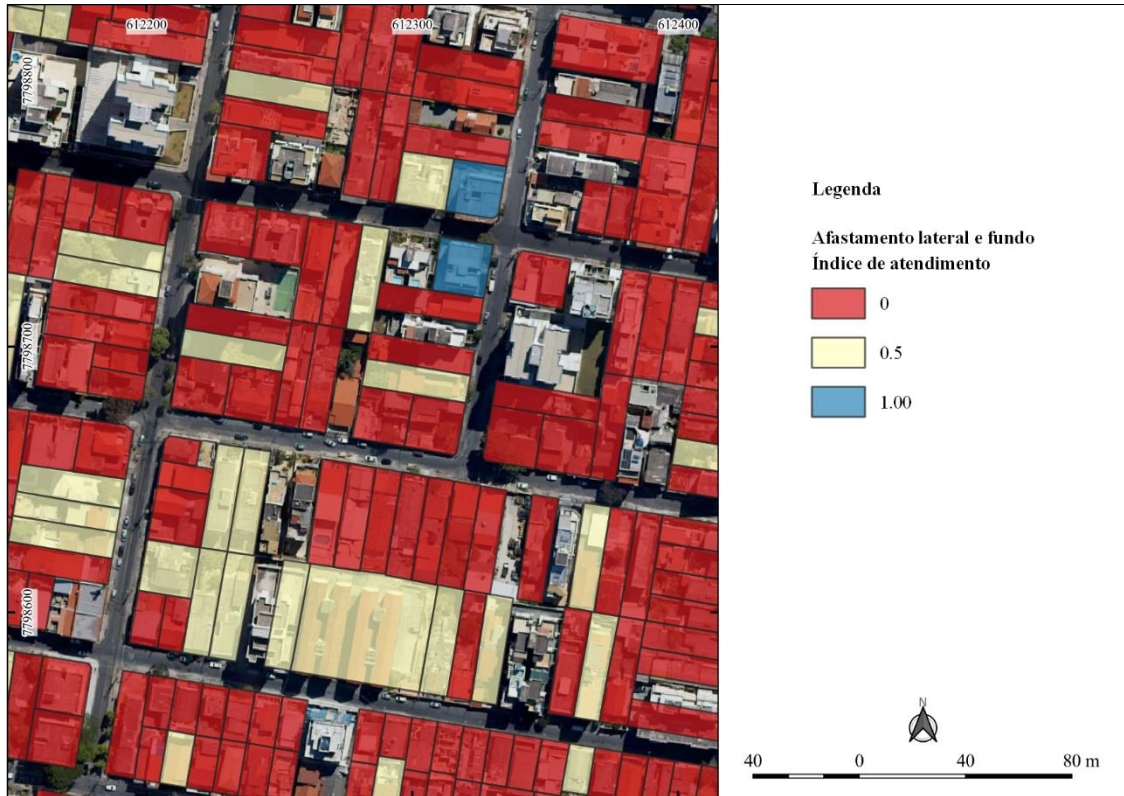 612200
612300
612400
7798800
7798700
7798600
Legenda
Afastamento lateral e fundo
Índice de atendimento
0
0.5
1.00
N
40
0
40
80 m